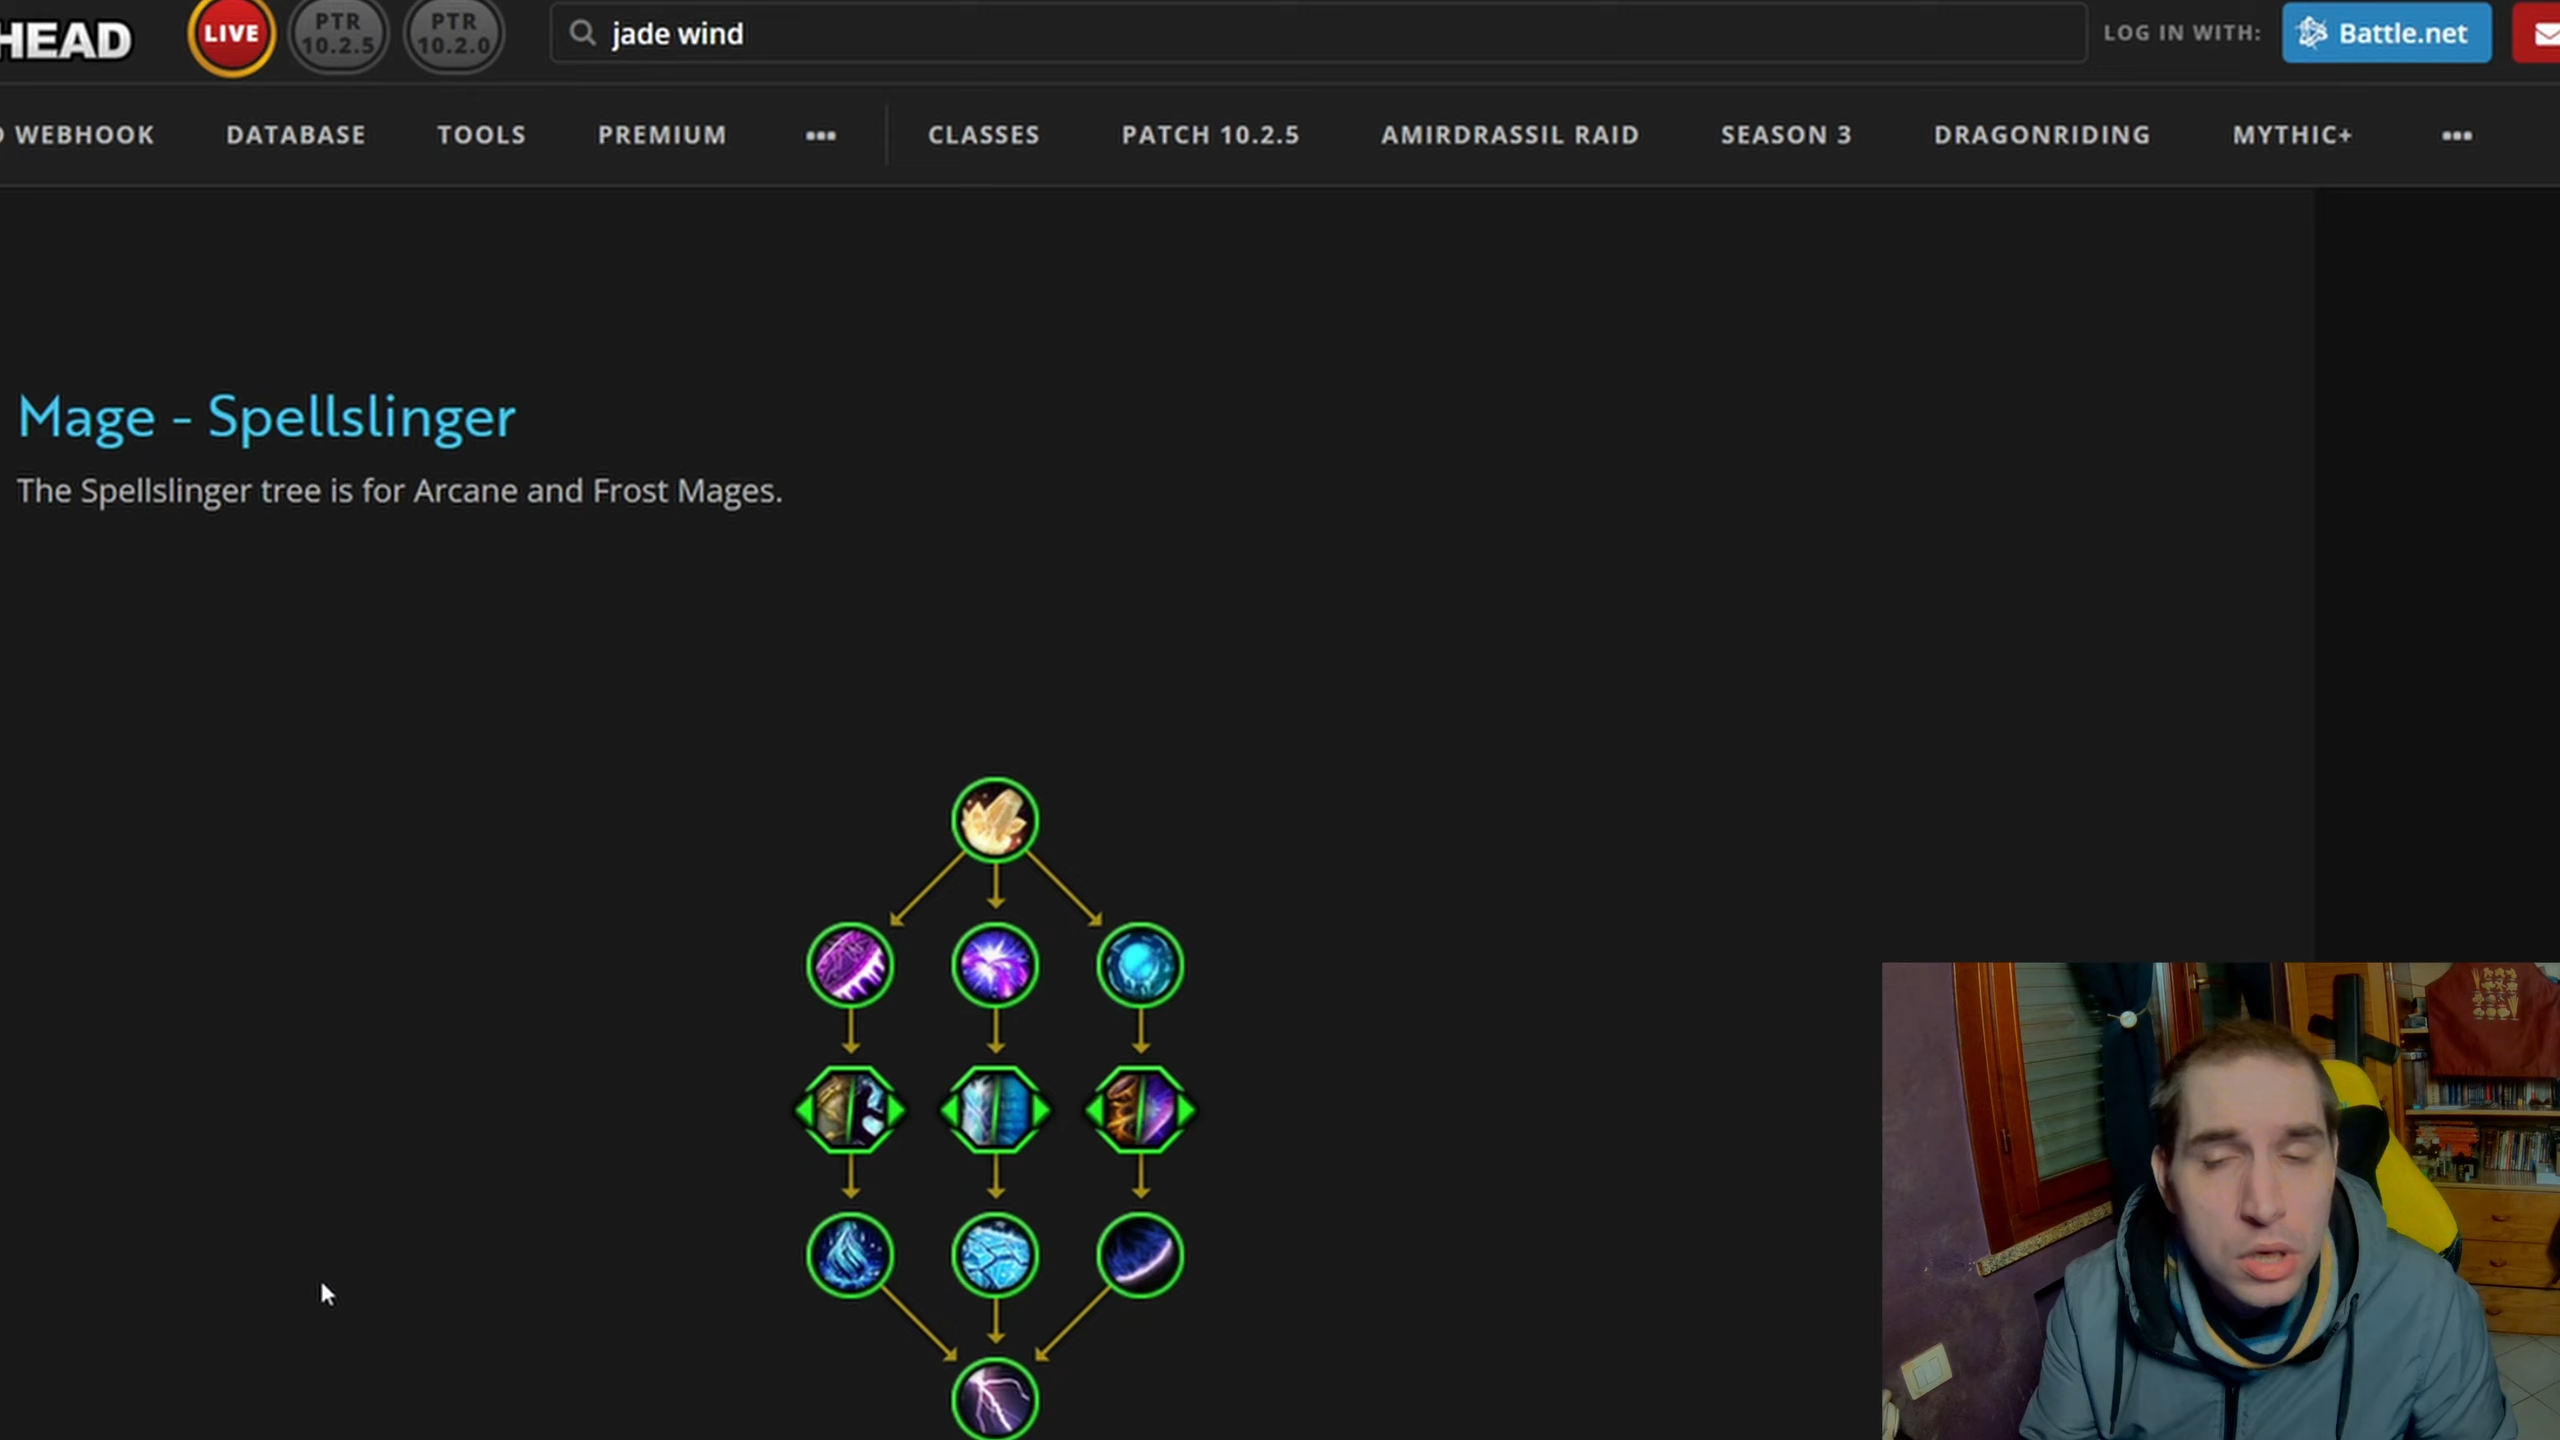 HEAD
LIVE
PTR
10.2.5
PTR
10.2.0
jade wind
LOG IN WITH:
Battle.net
WEBHOOK
DATABASE
TOOLS
PREMIUM
•••
CLASSES
PATCH 10.2.5
AMIRDRASSIL RAID
SEASON 3
DRAGONRIDING
MYTHIC+
•••
Mage - Spellslinger
The Spellslinger tree is for Arcane and Frost Mages.